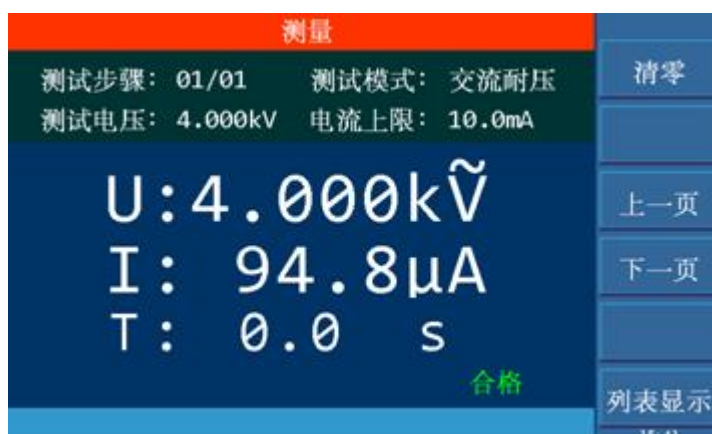 测量
测试步骤: 01/01 测试模式: 交流耐压
测试电压: 4.000kV 电流上限: 10.0mA
U:4.000kṼ
I: 94.8µA
T: 0.0 s
合格
清零
上一页
下一页
列表显示